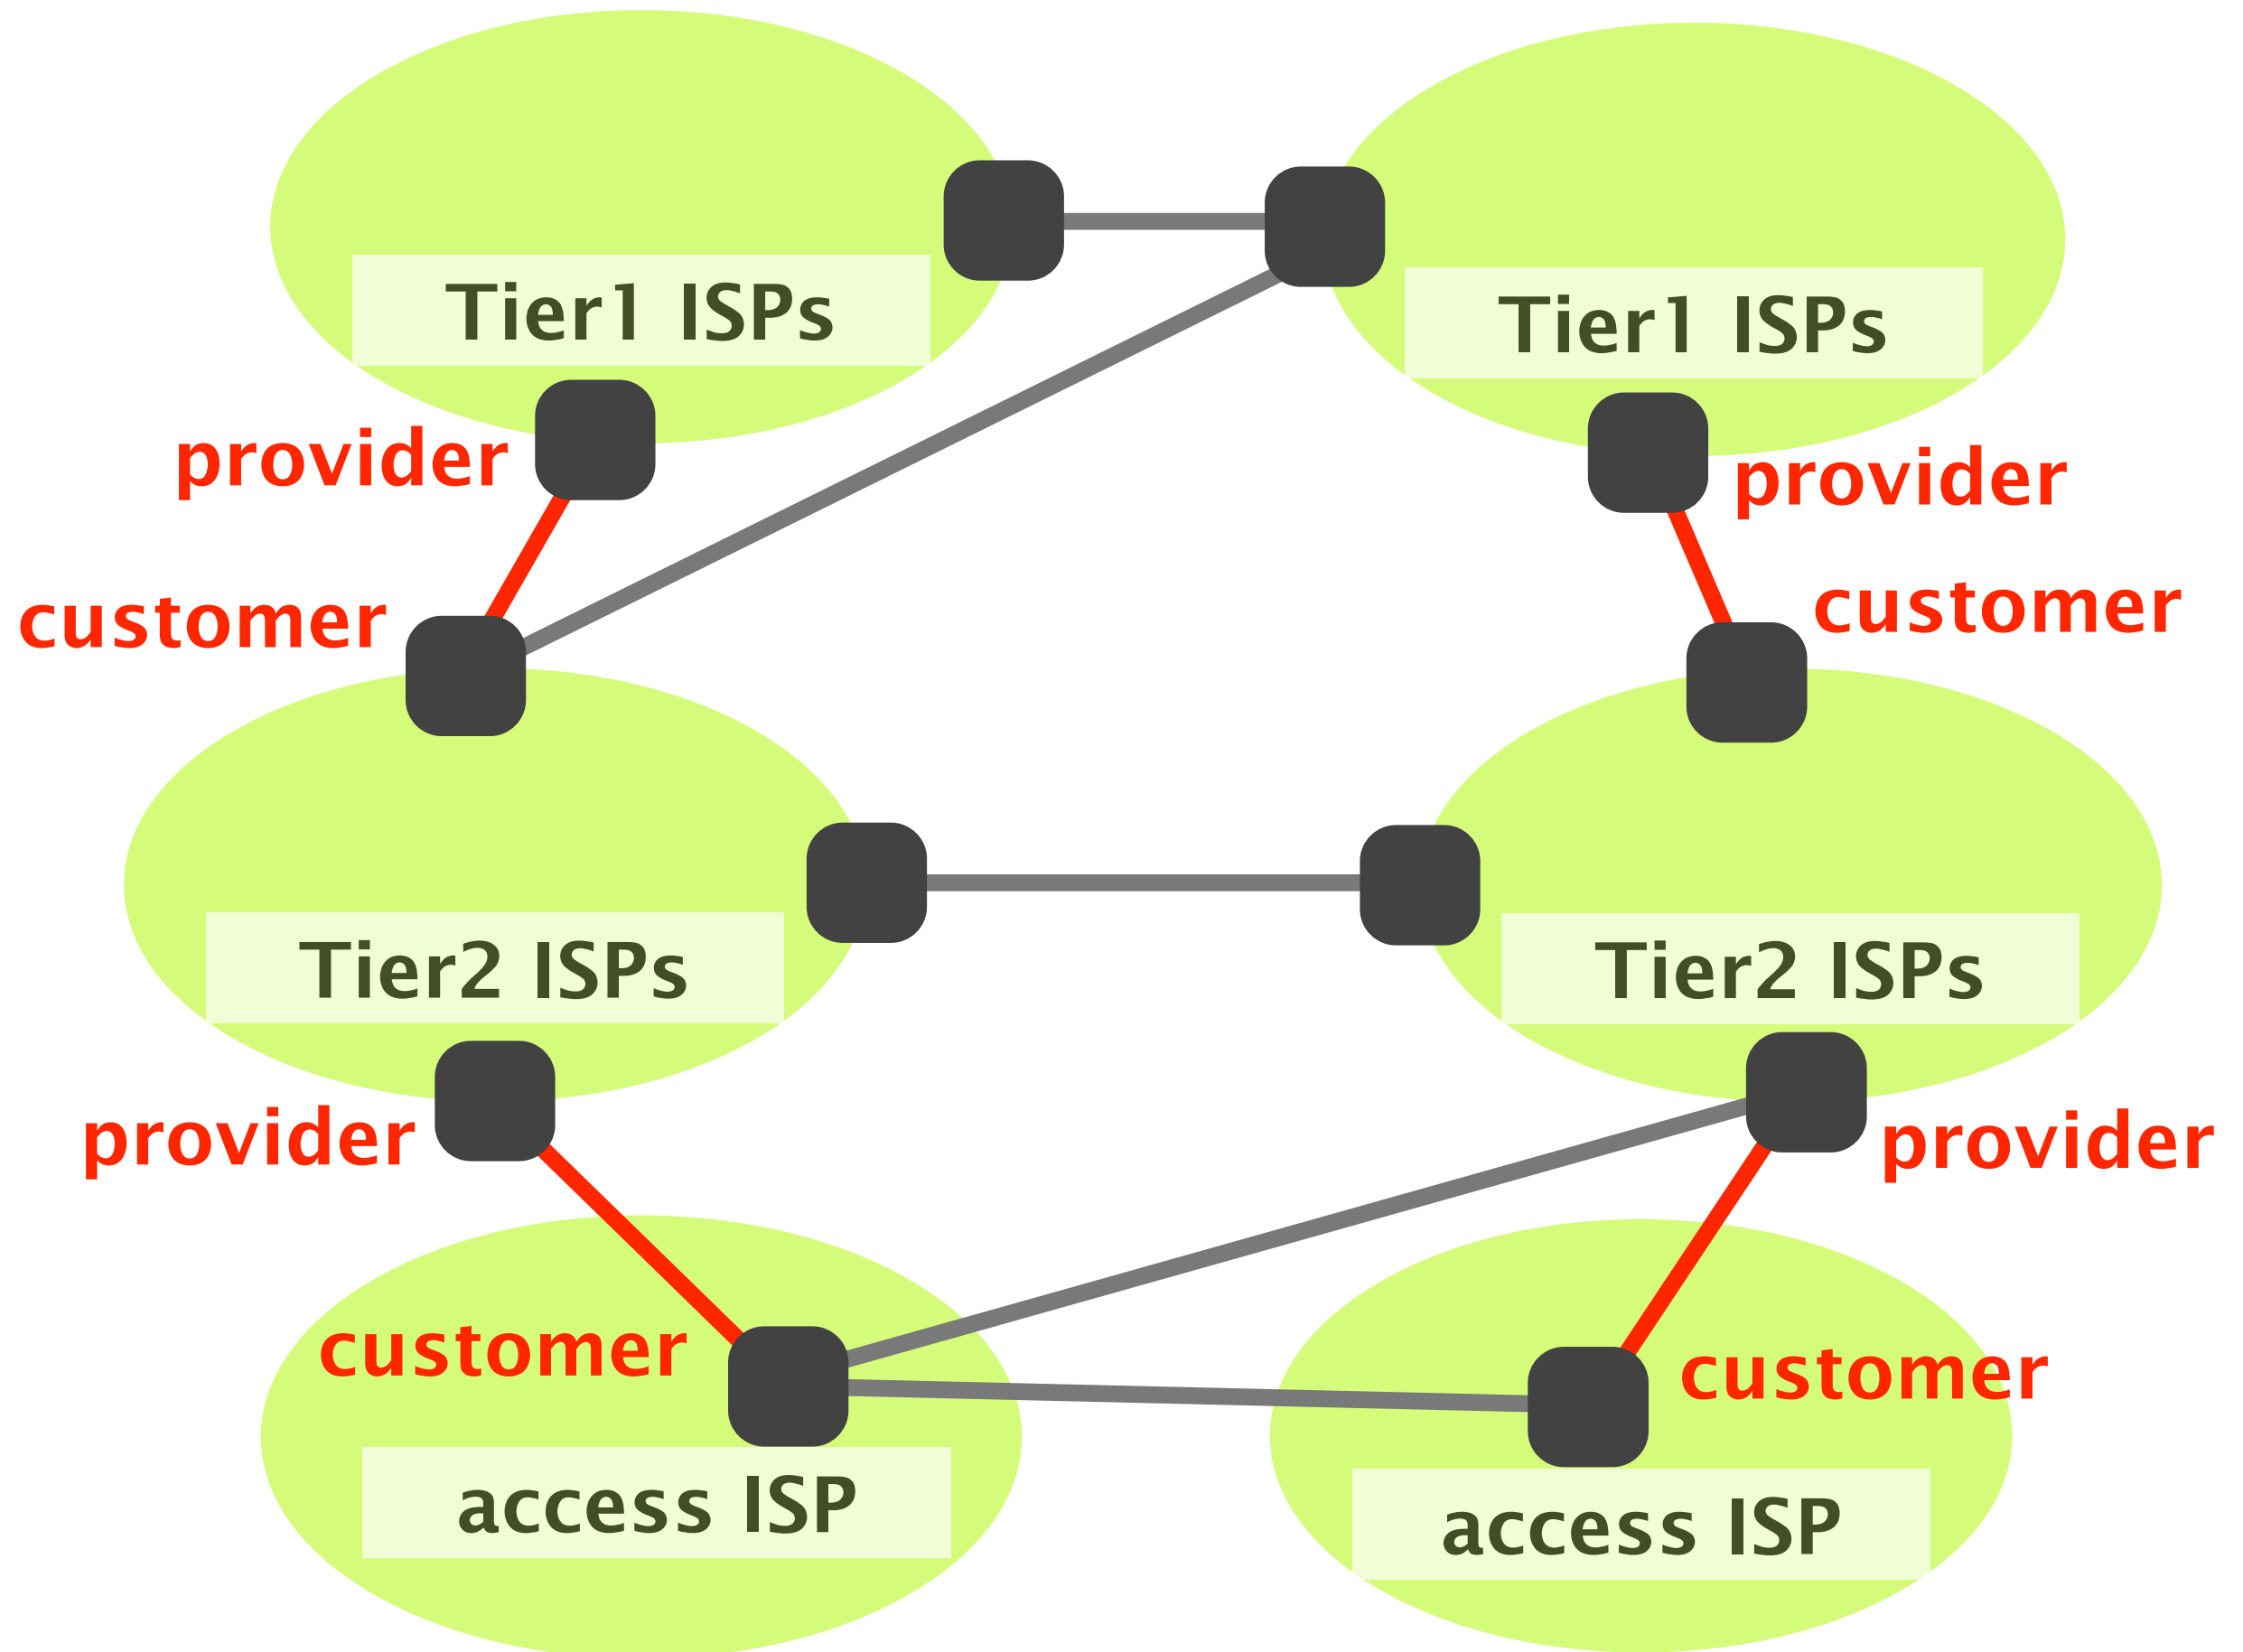 Tier1 ISPs
Tier1 ISPs
provider
provider
customer
customer
Tier2 ISPs
Tier2 ISPs
provider
provider
customer
customer
access ISP
access ISP